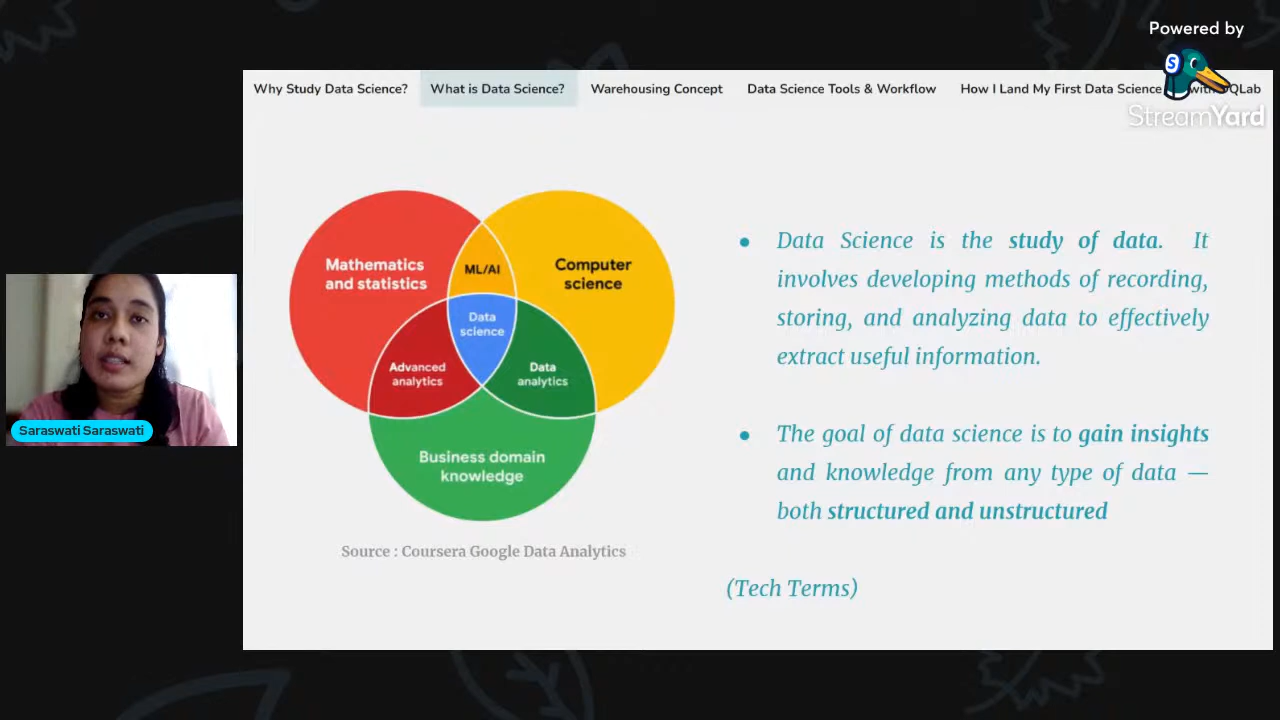 Powered by
StreamYard
Why Study Data Science? What is Data Science? Warehousing Concept Data Science Tools & Workflow How I Land My First Data Science with QLab
Mathematics
and statistics
ML/AI
Computer
science
Data
science
Advanced
analytics
Data
analytics
Business domain
knowledge
Source : Coursera Google Data Analytics
● Data Science is the study of data. It
involves developing methods of recording,
storing, and analyzing data to effectively
extract useful information.
● The goal of data science is to gain insights
and knowledge from any type of data —
both structured and unstructured
(Tech Terms)
Saraswati Saraswati